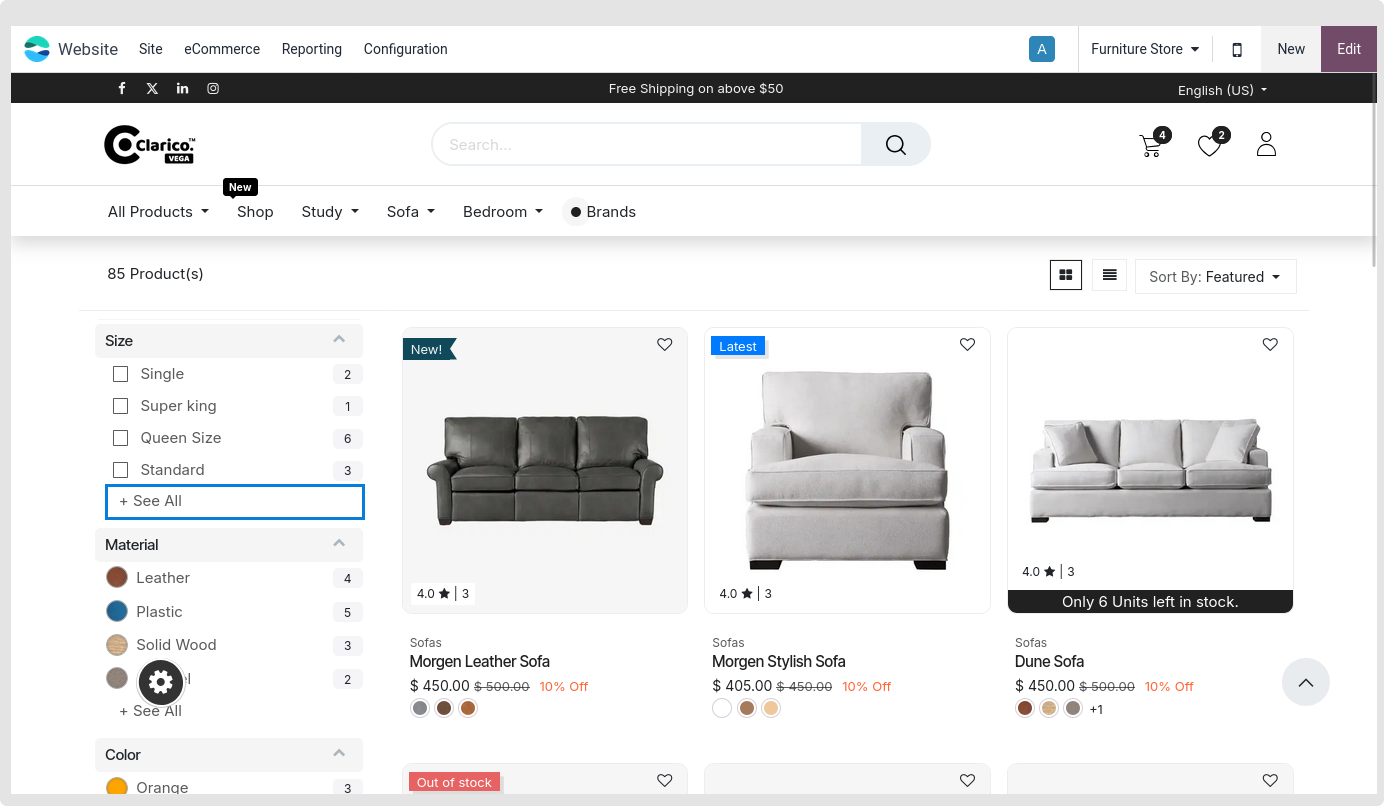 Website Site eCommerce Reporting Configuration A Furniture Store New Edit
Free Shipping on above $50 English (US)
Clarico.™ VEGA Search... 4 2
New
All Products Shop Study Sofa Bedroom Brands
85 Product(s) Sort By: Featured
Size
Single 2
Super king 1
Queen Size 6
Standard 3
+ See All
Material
Leather 4
Plastic 5
Solid Wood 3
2
+ See All
Color
Orange 3
New!
4.0 | 3
Sofas
Morgen Leather Sofa
$ 450.00 $ 500.00 10% Off
Latest
4.0 | 3
Sofas
Morgen Stylish Sofa
$ 405.00 $ 450.00 10% Off
4.0 | 3
Only 6 Units left in stock.
Sofas
Dune Sofa
$ 450.00 $ 500.00 10% Off
+1
Out of stock